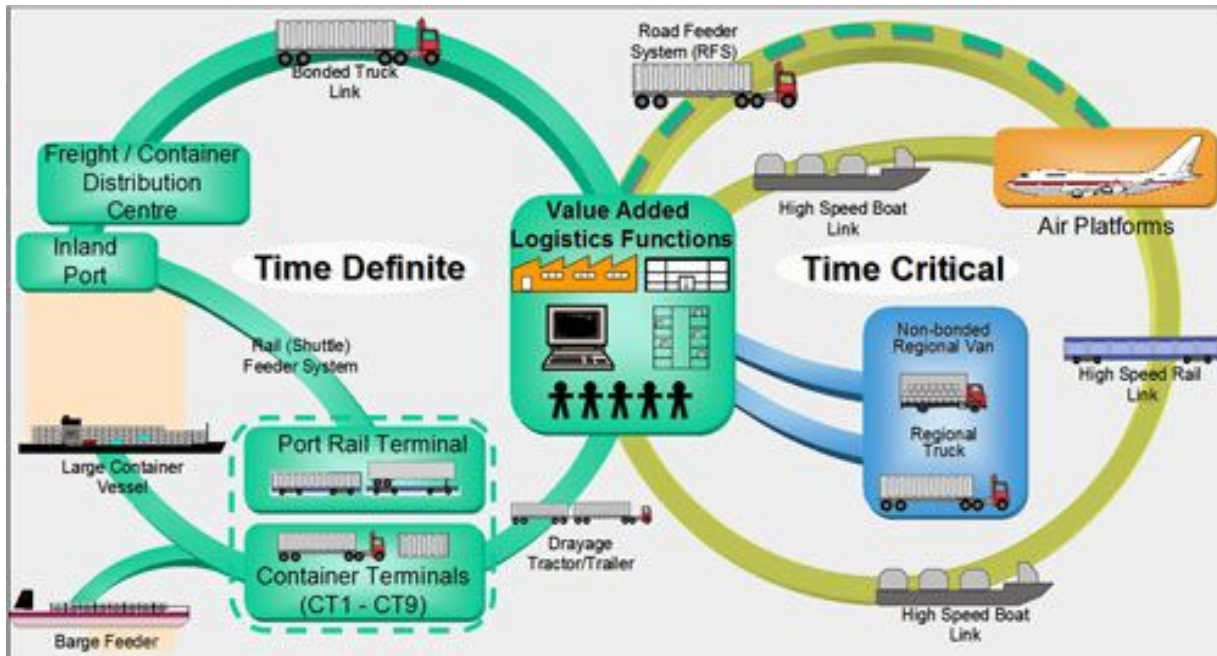 Bonded Truck
Link
Road Feeder
System (RFS)
Freight / Container
Distribution
Centre
Inland
Port
Value Added
Logistics Functions
High Speed Boat
Link
Air Platforms
Time Definite
Time Critical
Rail (Shuttle)
Feeder System
Non-bonded
Regional Van
High Speed Rail
Link
Regional
Truck
Port Rail Terminal
Large Container
Vessel
Drayage
Tractor/Trailer
Container Terminals
(CT1 - CT9)
Barge Feeder
High Speed Boat
Link